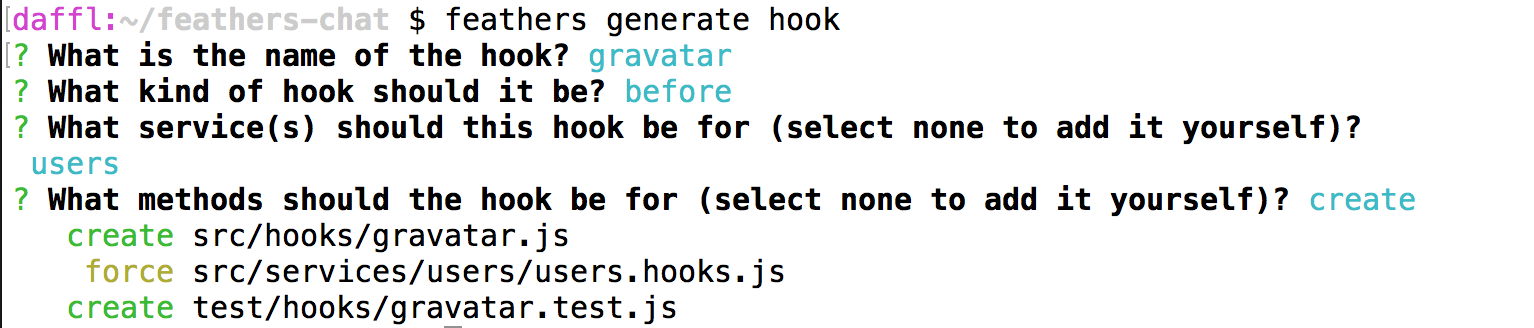 daffl:~/feathers-chat $ feathers generate hook
? What is the name of the hook? gravatar
? What kind of hook should it be? before
? What service(s) should this hook be for (select none to add it yourself)?
users
? What methods should the hook be for (select none to add it yourself)? create
create src/hooks/gravatar.js
force src/services/users/users.hooks.js
create test/hooks/gravatar.test.js